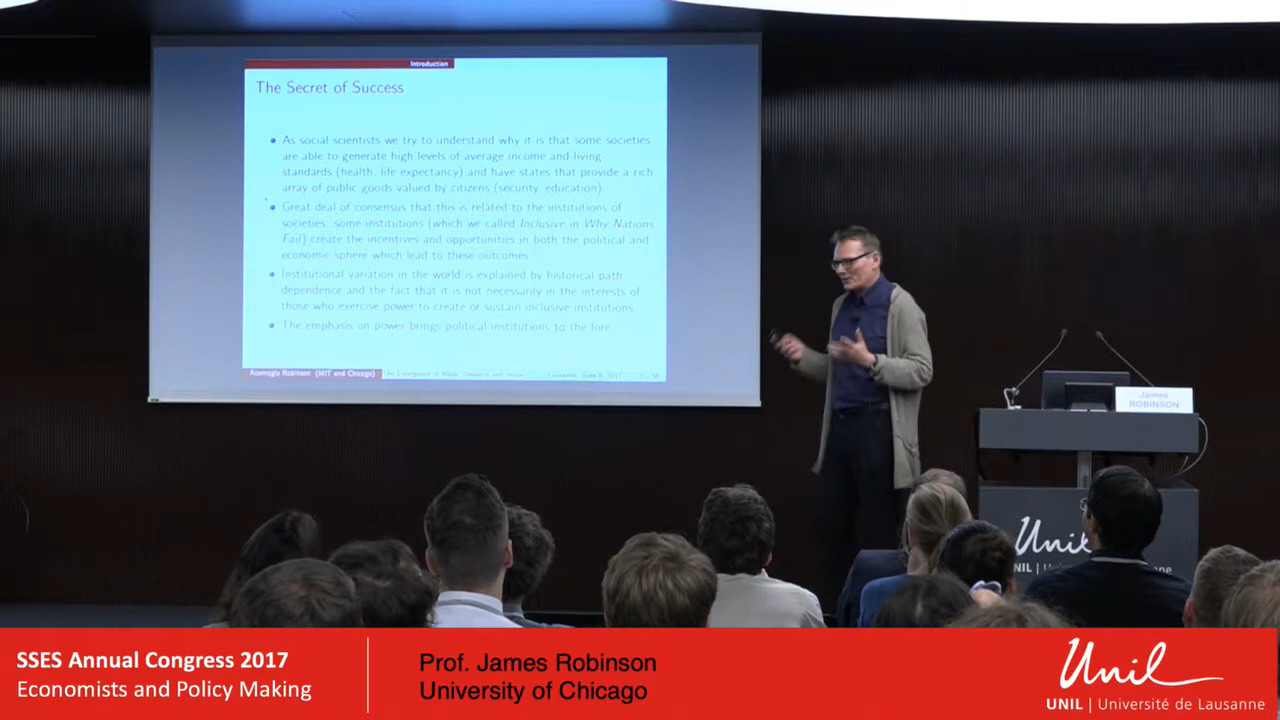 Introduction
The Secret of Success
As social scientists we try to understand why it is that some societies
are able to generate high levels of average income and living
standards (health, life expectancy) and have states that provide a rich
array of public goods valued by citizens (security, education)
Great deal of consensus that this is related to the institutions of
societies: some institutions (which we called Inclusive in Why Nations
Fail) create the incentives and opportunities in both the political and
economic sphere which lead to these outcomes
Institutional variation in the world is explained by historical path
dependence and the fact that it is not necessarily in the interests of
those who exercise power to create or sustain inclusive institutions.
The emphasis on power brings political institutions to the fore
Acemoglu Robinson (MIT and Chicago)
Lausanne, June 8, 2017
James
ROBINSON
Unil
UNIL | Université de Lausanne
SSES Annual Congress 2017
Economists and Policy Making
Prof. James Robinson
University of Chicago
Unil
UNIL | Université de Lausanne